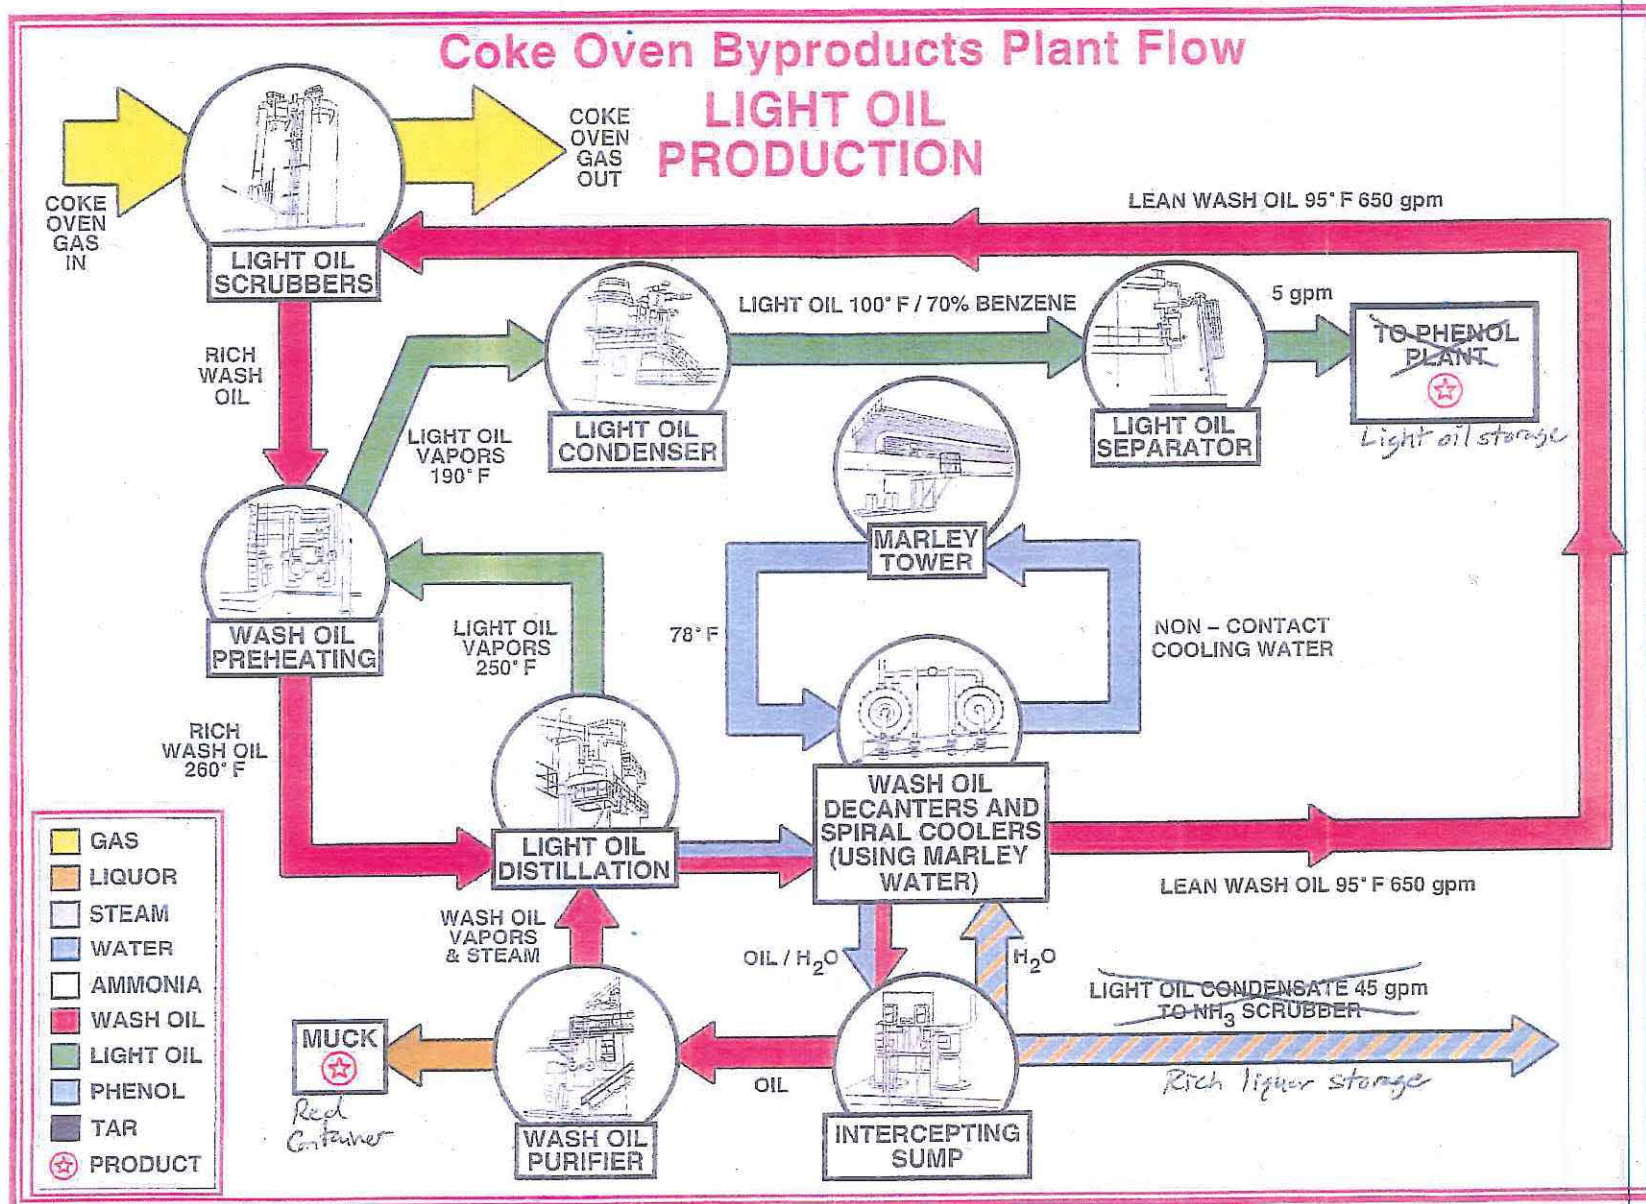 Coke Oven Byproducts Plant Flow
LIGHT OIL
PRODUCTION
COKE
OVEN
GAS
IN
COKE
OVEN
GAS
OUT
LIGHT OIL
SCRUBBERS
LEAN WASH OIL 95° F 650 gpm
RICH
WASH
OIL
LIGHT OIL
VAPORS
190° F
LIGHT OIL
CONDENSER
LIGHT OIL 100° F / 70% BENZENE
LIGHT OIL
SEPARATOR
5 gpm
TO PHENOL
PLANT
Light oil storage
MARLEY
TOWER
WASH OIL
PREHEATING
LIGHT OIL
VAPORS
250° F
78° F
NON – CONTACT
COOLING WATER
RICH
WASH OIL
260° F
LIGHT OIL
DISTILLATION
WASH OIL
DECANTERS AND
SPIRAL COOLERS
(USING MARLEY
WATER)
LEAN WASH OIL 95° F 650 gpm
WASH OIL
VAPORS
& STEAM
OIL / H₂O
H₂O
LIGHT OIL CONDENSATE 45 gpm
TO NH₃ SCRUBBER
Rich liquor storage
MUCK
Red
Container
WASH OIL
PURIFIER
OIL
INTERCEPTING
SUMP
GAS
LIQUOR
STEAM
WATER
AMMONIA
WASH OIL
LIGHT OIL
PHENOL
TAR
PRODUCT